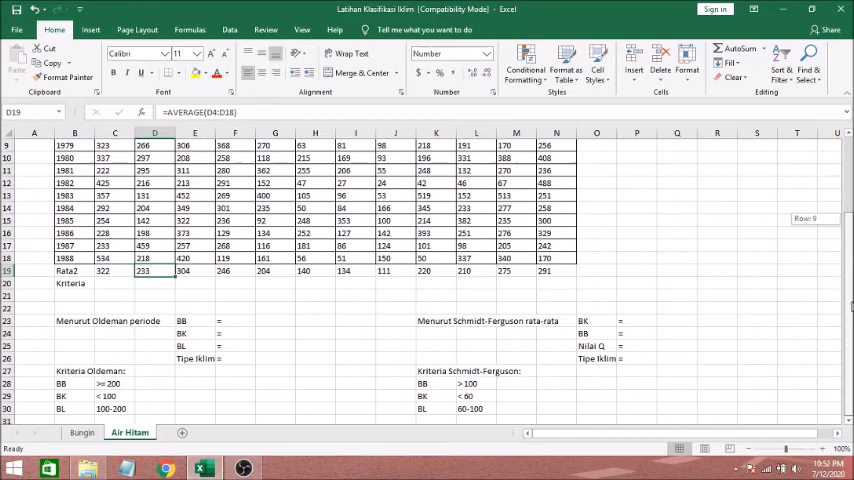 Latihan Klasifikasi Iklim [Compatibility Mode] - Excel
Sign in
File Home Insert Page Layout Formulas Data Review View Help Tell me what you want to do Share
Cut
Copy
Format Painter
Paste
Clipboard
Calibri 11
B I U
Font
Wrap Text
Merge & Center
Alignment
Number
$ % ,
Number
Conditional Formatting
Format as Table
Cell Styles
Styles
Insert Delete Format
Cells
AutoSum
Fill
Clear
Sort & Filter
Find & Select
Editing
D19 =AVERAGE(D4:D18)
A B C D E F G H I J K L M N O P Q R S T U
9 1979 323 266 306 368 270 63 81 98 218 191 170 256
10 1980 337 297 208 258 118 215 169 93 196 331 388 408
11 1981 222 295 311 280 362 255 206 55 248 132 270 236
12 1982 425 216 213 291 152 47 27 24 42 46 67 488
13 1983 357 131 452 269 400 105 96 53 519 152 513 251
14 1984 292 204 349 301 235 50 84 166 345 233 277 258
15 1985 254 142 322 236 92 248 353 100 214 382 235 300
16 1986 228 198 373 129 134 252 127 142 393 251 276 329
17 1987 233 459 257 268 116 181 86 124 101 98 205 242
18 1988 534 218 420 119 161 56 51 150 50 337 340 170
19 Rata2 322 233 304 246 204 140 134 111 220 210 275 291
20 Kriteria
21
22
23 Menurut Oldeman periode BB = Menurut Schmidt-Ferguson rata-rata BK =
24 BK = BB =
25 BL = Nilai Q =
26 Tipe Iklim = Tipe Iklim =
27 Kriteria Oldeman: Kriteria Schmidt-Ferguson:
28 BB >= 200 BB > 100
29 BK < 100 BK < 60
30 BL 100-200 BL 60-100
31
Row: 9
Bungin Air Hitam
Ready
100%
10:52 PM
7/12/2020